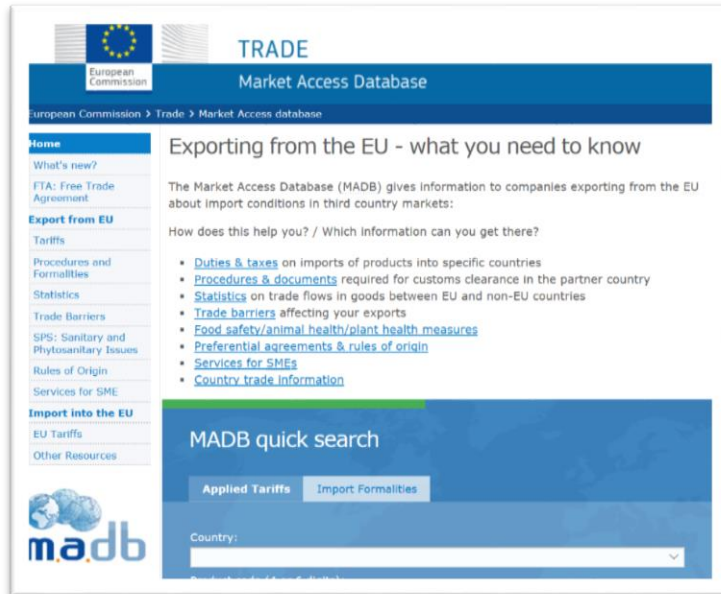 European
Commission
TRADE
Market Access Database
European Commission > Trade > Market Access database
Home
What's new?
FTA: Free Trade
Agreement
Export from EU
Tariffs
Procedures and
Formalities
Statistics
Trade Barriers
SPS: Sanitary and
Phytosanitary Issues
Rules of Origin
Services for SME
Import into the EU
EU Tariffs
Other Resources
m.a.db
Exporting from the EU - what you need to know
The Market Access Database (MADB) gives information to companies exporting from the EU
about import conditions in third country markets:
How does this help you? / Which information can you get there?
Duties & taxes on imports of products into specific countries
Procedures & documents required for customs clearance in the partner country
Statistics on trade flows in goods between EU and non-EU countries
Trade barriers affecting your exports
Food safety/animal health/plant health measures
Preferential agreements & rules of origin
Services for SMEs
Country trade information
MADB quick search
Applied Tariffs
Import Formalities
Country: